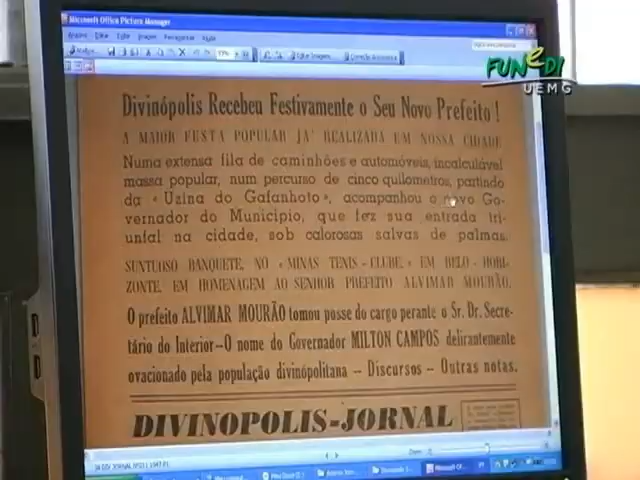 Microsoft Office Picture Manager
FUNEDI
UEMG
Divinópolis Recebeu Festivamente o Seu Novo Prefeito!
A MAIOR FESTA POPULAR JA' REALIZADA EM NOSSA CIDADE
Numa extensa fila de caminhões e automóveis, incalculável
massa popular, num percurso de cinco quilometros, partindo
da « Usina do Gafanhoto », acompanhou o novo Go-
vernador do Município, que fez sua entrada tri-
unfal na cidade, sob calorosas salvas de palmas.
SUNTUOSO BANQUETE, NO « MINAS TENIS - CLUBE, » EM BELO - HORI-
ZONTE, EM HOMENAGEM AO SENHOR PREFEITO ALVIMAR MOURÃO.
O prefeito ALVIMAR MOURÃO tomou posse do cargo perante o Sr. Dr. Secre-
tário do Interior—O nome do Governador MILTON CAMPOS delirantemente
ovacionado pela população divinópolitana — Discursos — Outras notas.
DIVINOPOLIS-JORNAL